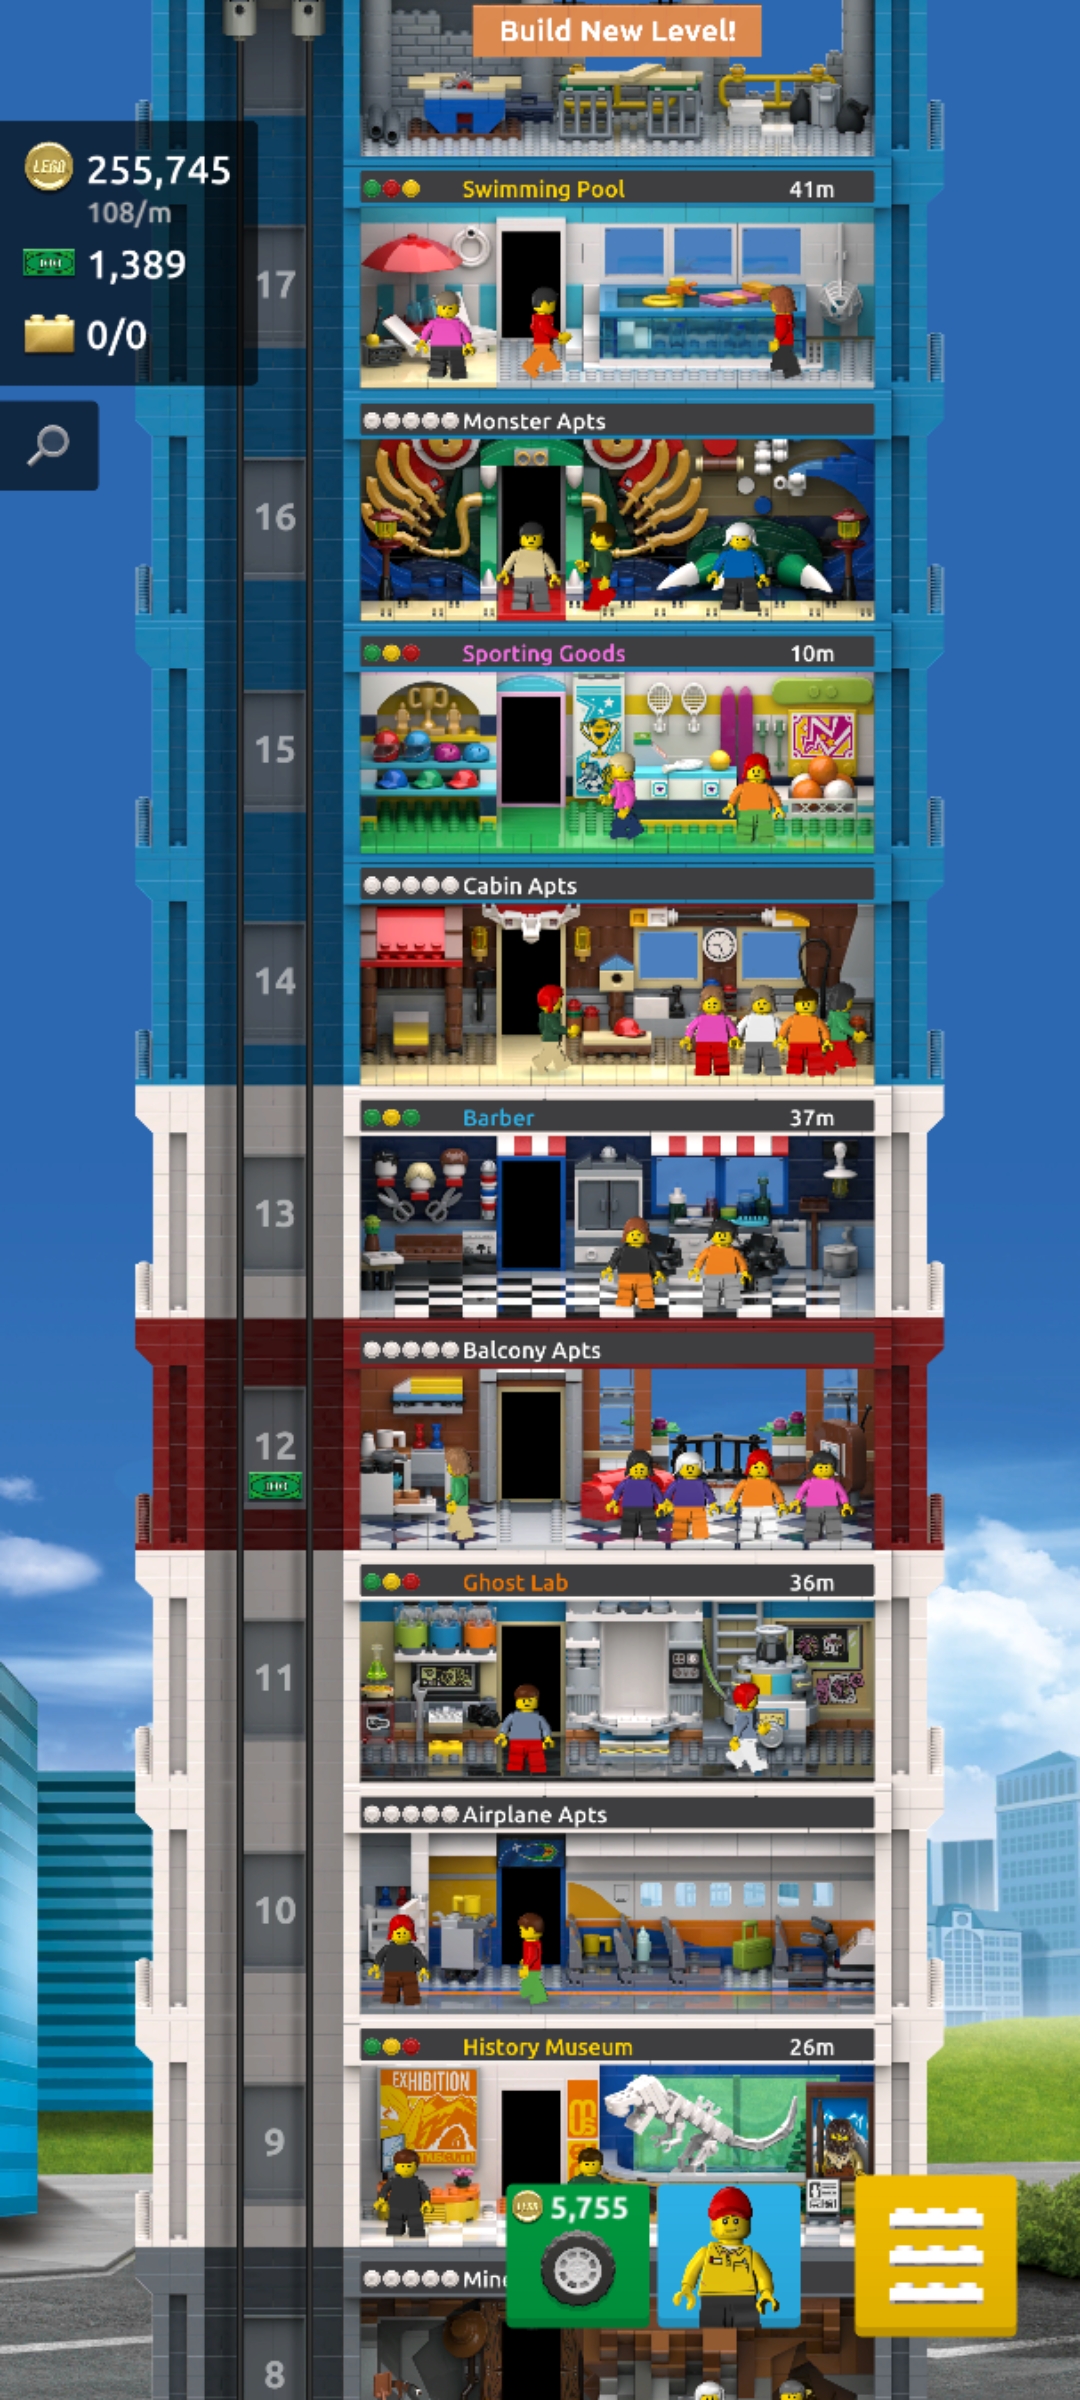 Build New Level!
LEGO 255,745
108/m
1,389
0/0
Swimming Pool 41m
17
Monster Apts
16
Sporting Goods 10m
15
Cabin Apts
14
Barber 37m
13
Balcony Apts
12
Ghost Lab 36m
11
Airplane Apts
10
History Museum 26m
EXHIBITION
9
5,755
8